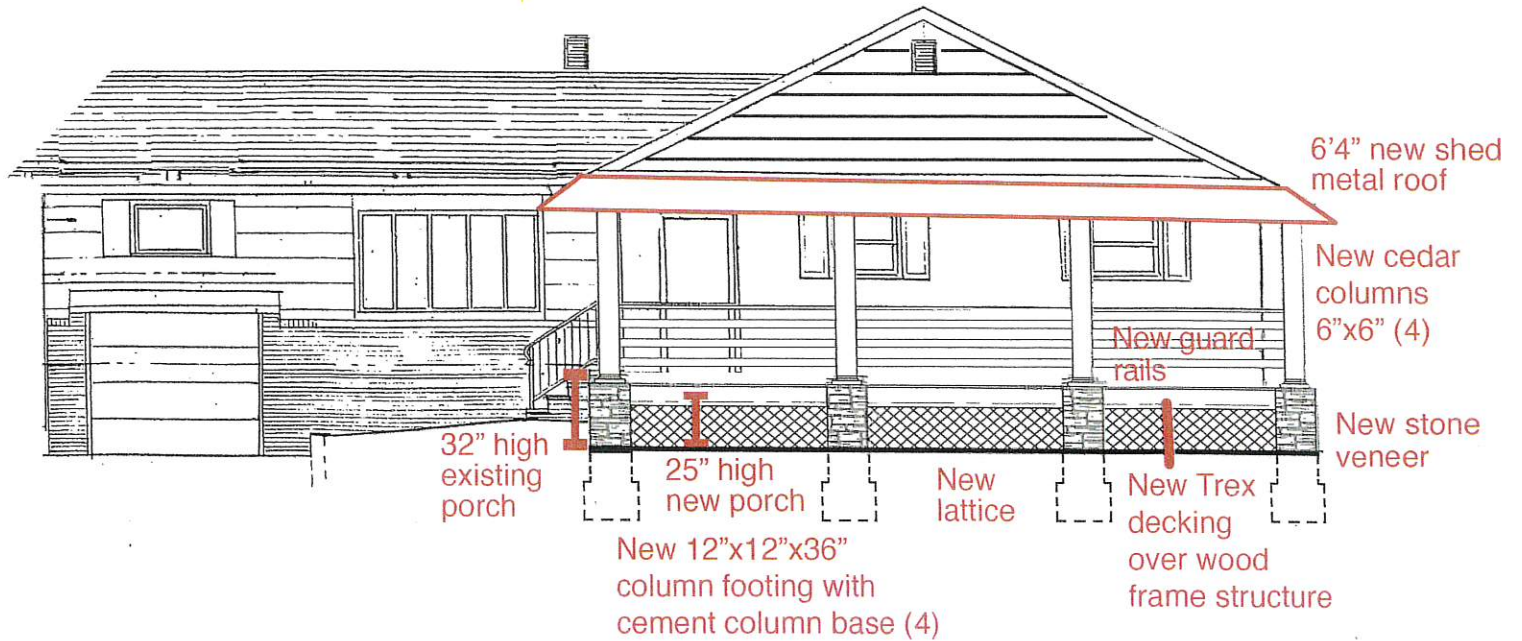 6’4” new shed
metal roof
New cedar
columns
6”x6” (4)
New guard
rails
New stone
veneer
32” high
existing
porch
25” high
new porch
New
lattice
New Trex
decking
over wood
frame structure
New 12”x12”x36”
column footing with
cement column base (4)